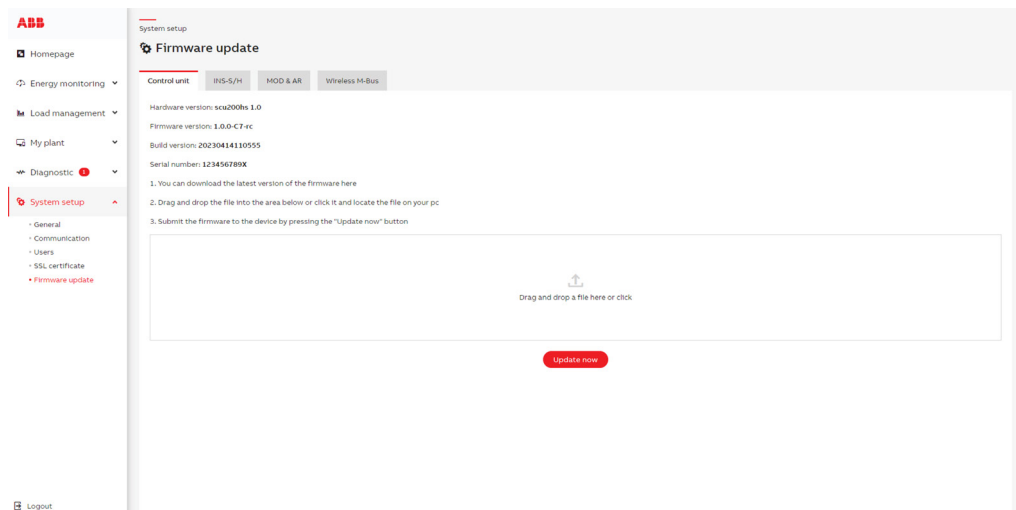 ABB
Homepage
Energy monitoring
Load management
My plant
Diagnostic 1
System setup
General
Communication
Users
SSL certificate
Firmware update
Logout
System setup
Firmware update
Control unit INS-S/H MOD & AR Wireless M-Bus
Hardware version: scu200hs 1.0
Firmware version: 1.0.0-C7-rc
Build version: 20230414110555
Serial number: 123456789X
1. You can download the latest version of the firmware here
2. Drag and drop the file into the area below or click it and locate the file on your pc
3. Submit the firmware to the device by pressing the "Update now" button
Drag and drop a file here or click
Update now